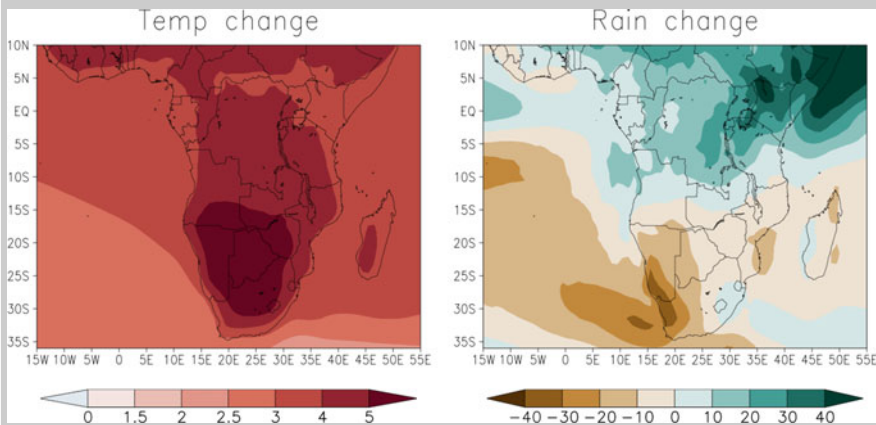 Temp change
Rain change
10N
5N
EQ
5S
10S
15S
20S
25S
30S
35S
15W 10W 5W 0 5E 10E 15E 20E 25E 30E 35E 40E 45E 50E 55E
10N
5N
EQ
5S
10S
15S
20S
25S
30S
35S
15W 10W 5W 0 5E 10E 15E 20E 25E 30E 35E 40E 45E 50E 55E
0 1.5 2 2.5 3 4 5
−40 −30 −20 −10 0 10 20 30 40